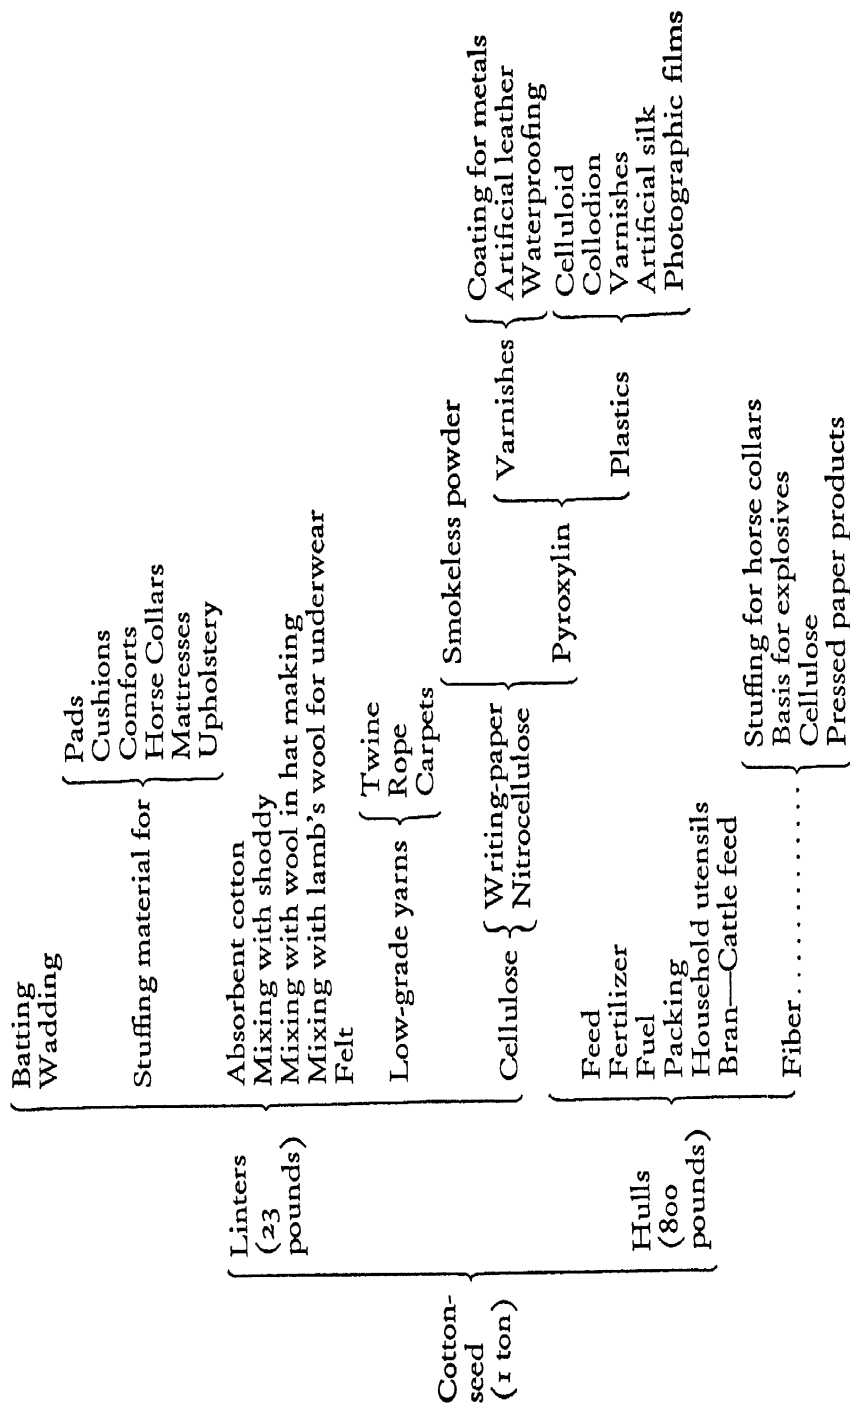 Cotton-
seed
(1 ton)
Linters
(23
pounds)
Batting
Wadding
Stuffing material for
Pads
Cushions
Comforts
Horse Collars
Mattresses
Upholstery
Absorbent cotton
Mixing with shoddy
Mixing with wool in hat making
Mixing with lamb's wool for underwear
Felt
Low-grade yarns
Twine
Rope
Carpets
Cellulose
Writing-paper
Nitrocellulose
Smokeless powder
Pyroxylin
Varnishes
Coating for metals
Artificial leather
Waterproofing
Plastics
Celluloid
Collodion
Varnishes
Artificial silk
Photographic films
Hulls
(800
pounds)
Feed
Fertilizer
Fuel
Packing
Household utensils
Bran—Cattle feed
Fiber..............
Stuffing for horse collars
Basis for explosives
Cellulose
Pressed paper products